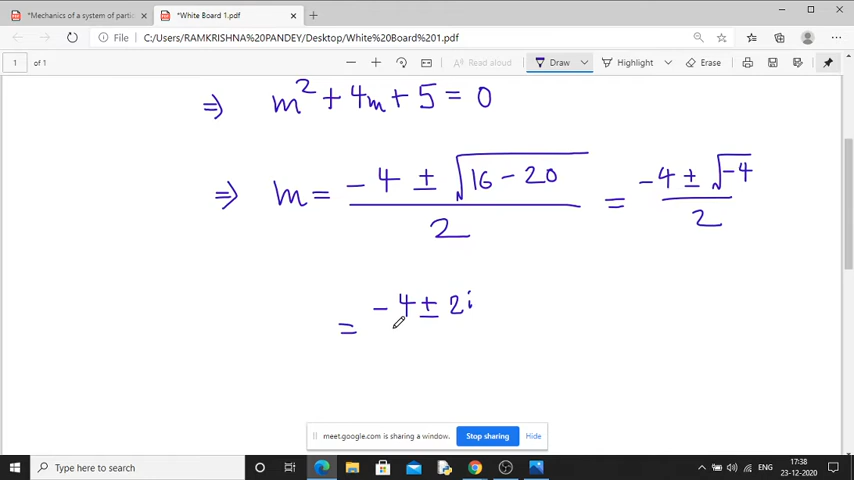 *Mechanics of a system of partic
*White Board 1.pdf
File C:/Users/RAMKRISHNA%20PANDEY/Desktop/White%20Board%201.pdf
1 of 1 Read aloud Draw Highlight Erase
⇒ m² + 4m + 5 = 0
⇒ m = (-4 ± √(16 - 20))/2 = (-4 ± √-4)/2
= -4 ± 2i
meet.google.com is sharing a window. Stop sharing Hide
Type here to search
ENG
17:38
23-12-2020